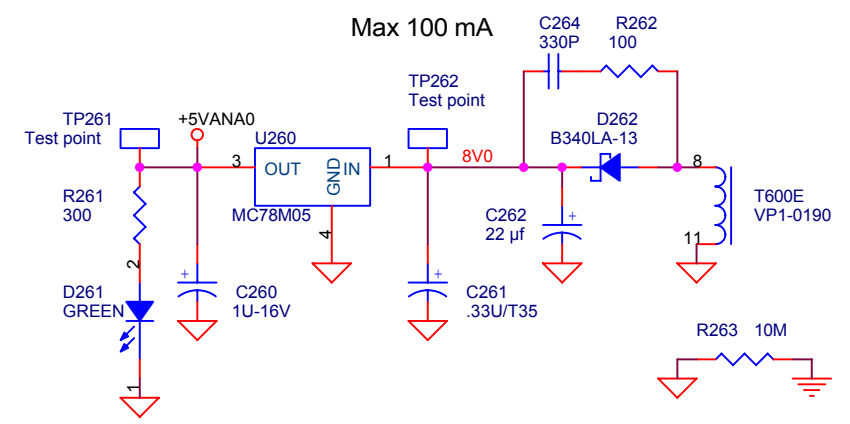 Max 100 mA
C264
330P
R262
100
TP261
Test point
+5VANA0
U260
TP262
Test point
D262
B340LA-13
3
OUT
GND
IN
1
8V0
8
R261
300
MC78M05
4
C262
22 µf
+
T600E
VP1-0190
11
2
D261
GREEN
+
C260
1U-16V
+
C261
.33U/T35
R263 10M
1